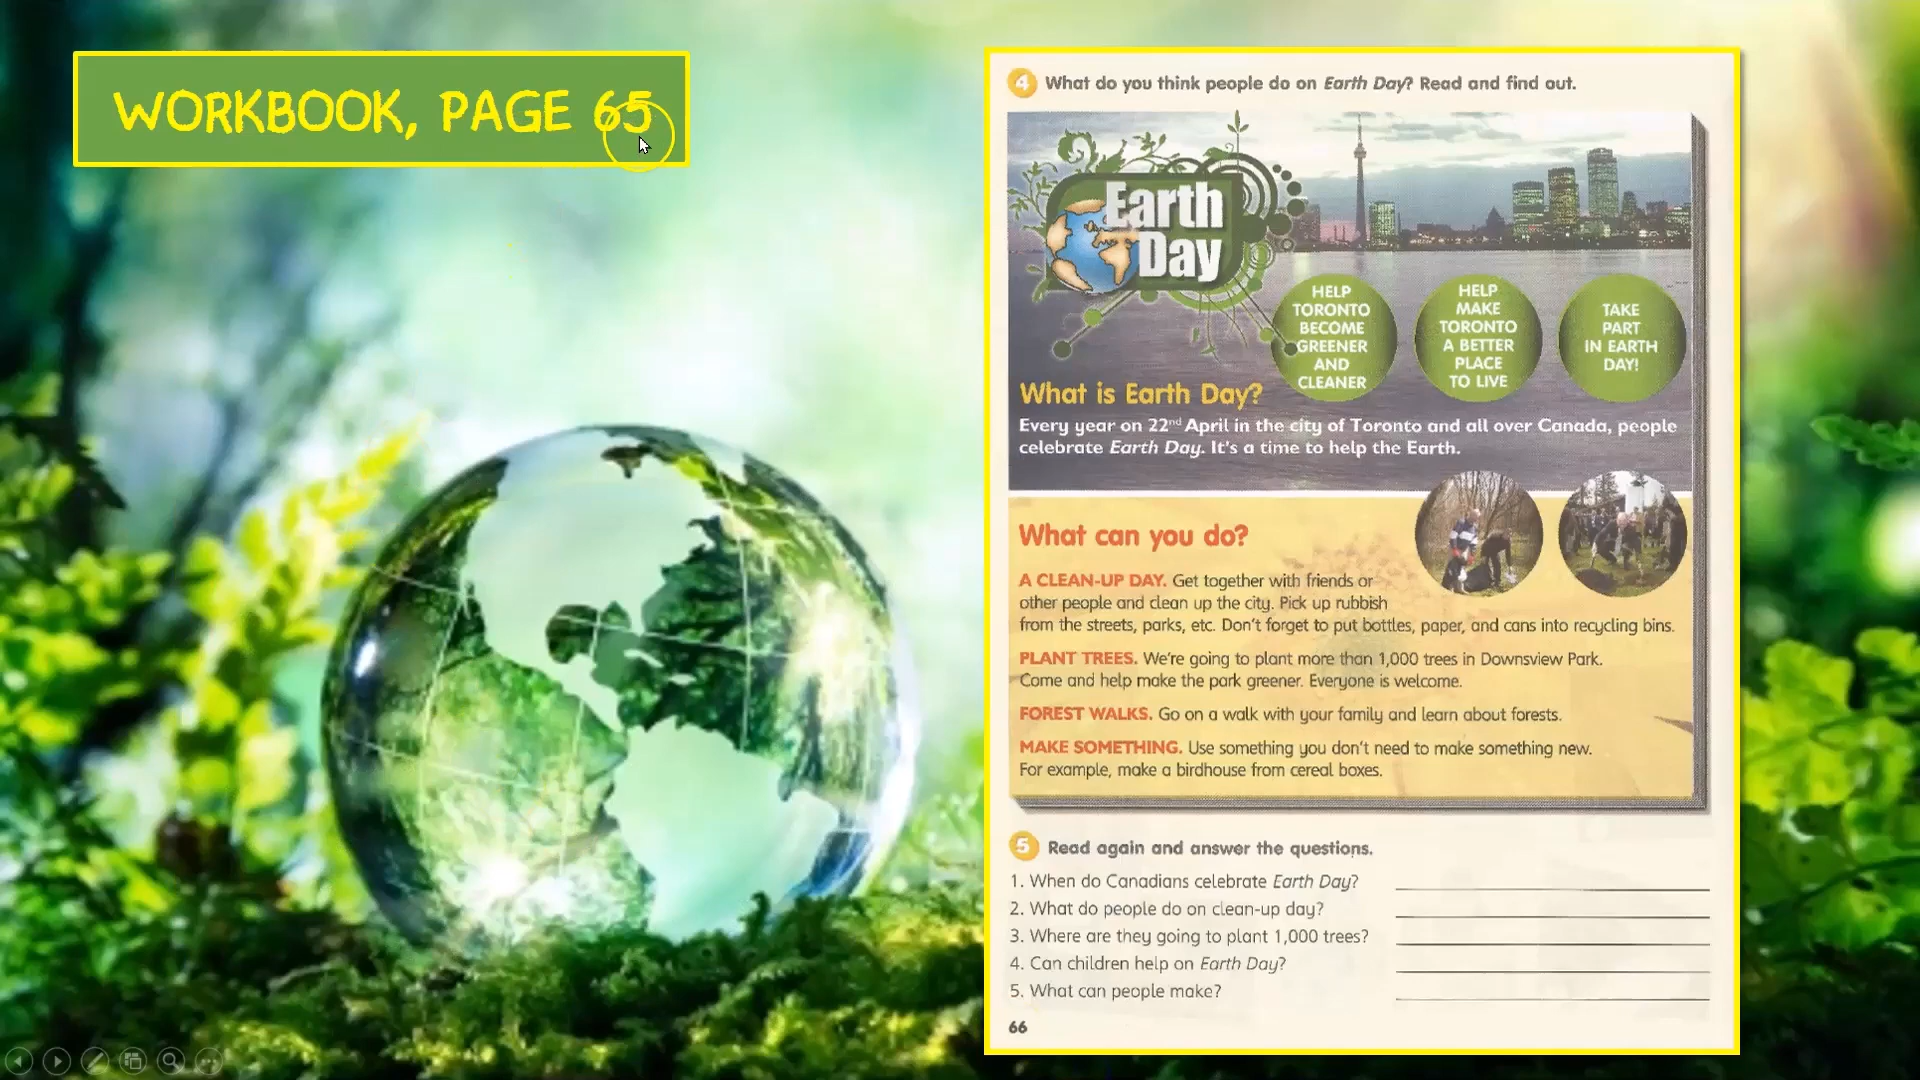 WORKBOOK, PAGE 65
4 What do you think people do on Earth Day? Read and find out.
Earth
Day
HELP
TORONTO
BECOME
GREENER
AND
CLEANER
HELP
MAKE
TORONTO
A BETTER
PLACE
TO LIVE
TAKE
PART
IN EARTH
DAY!
What is Earth Day?
Every year on 22nd April in the city of Toronto and all over Canada, people
celebrate Earth Day. It's a time to help the Earth.
What can you do?
A CLEAN-UP DAY. Get together with friends or
other people and clean up the city. Pick up rubbish
from the streets, parks, etc. Don't forget to put bottles, paper, and cans into recycling bins.
PLANT TREES. We're going to plant more than 1,000 trees in Downsview Park.
Come and help make the park greener. Everyone is welcome.
FOREST WALKS. Go on a walk with your family and learn about forests.
MAKE SOMETHING. Use something you don't need to make something new.
For example, make a birdhouse from cereal boxes.
5 Read again and answer the questions.
1. When do Canadians celebrate Earth Day?
2. What do people do on clean-up day?
3. Where are they going to plant 1,000 trees?
4. Can children help on Earth Day?
5. What can people make?
66